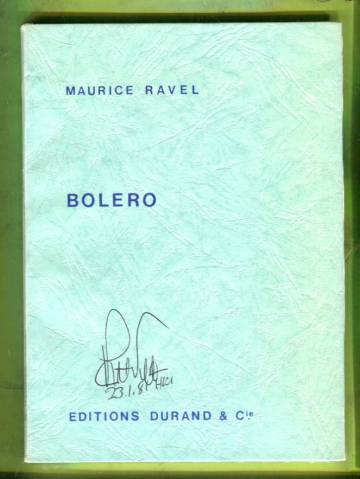 MAURICE RAVEL
BOLERO
23.1.81
EDITIONS DURAND & Cie.